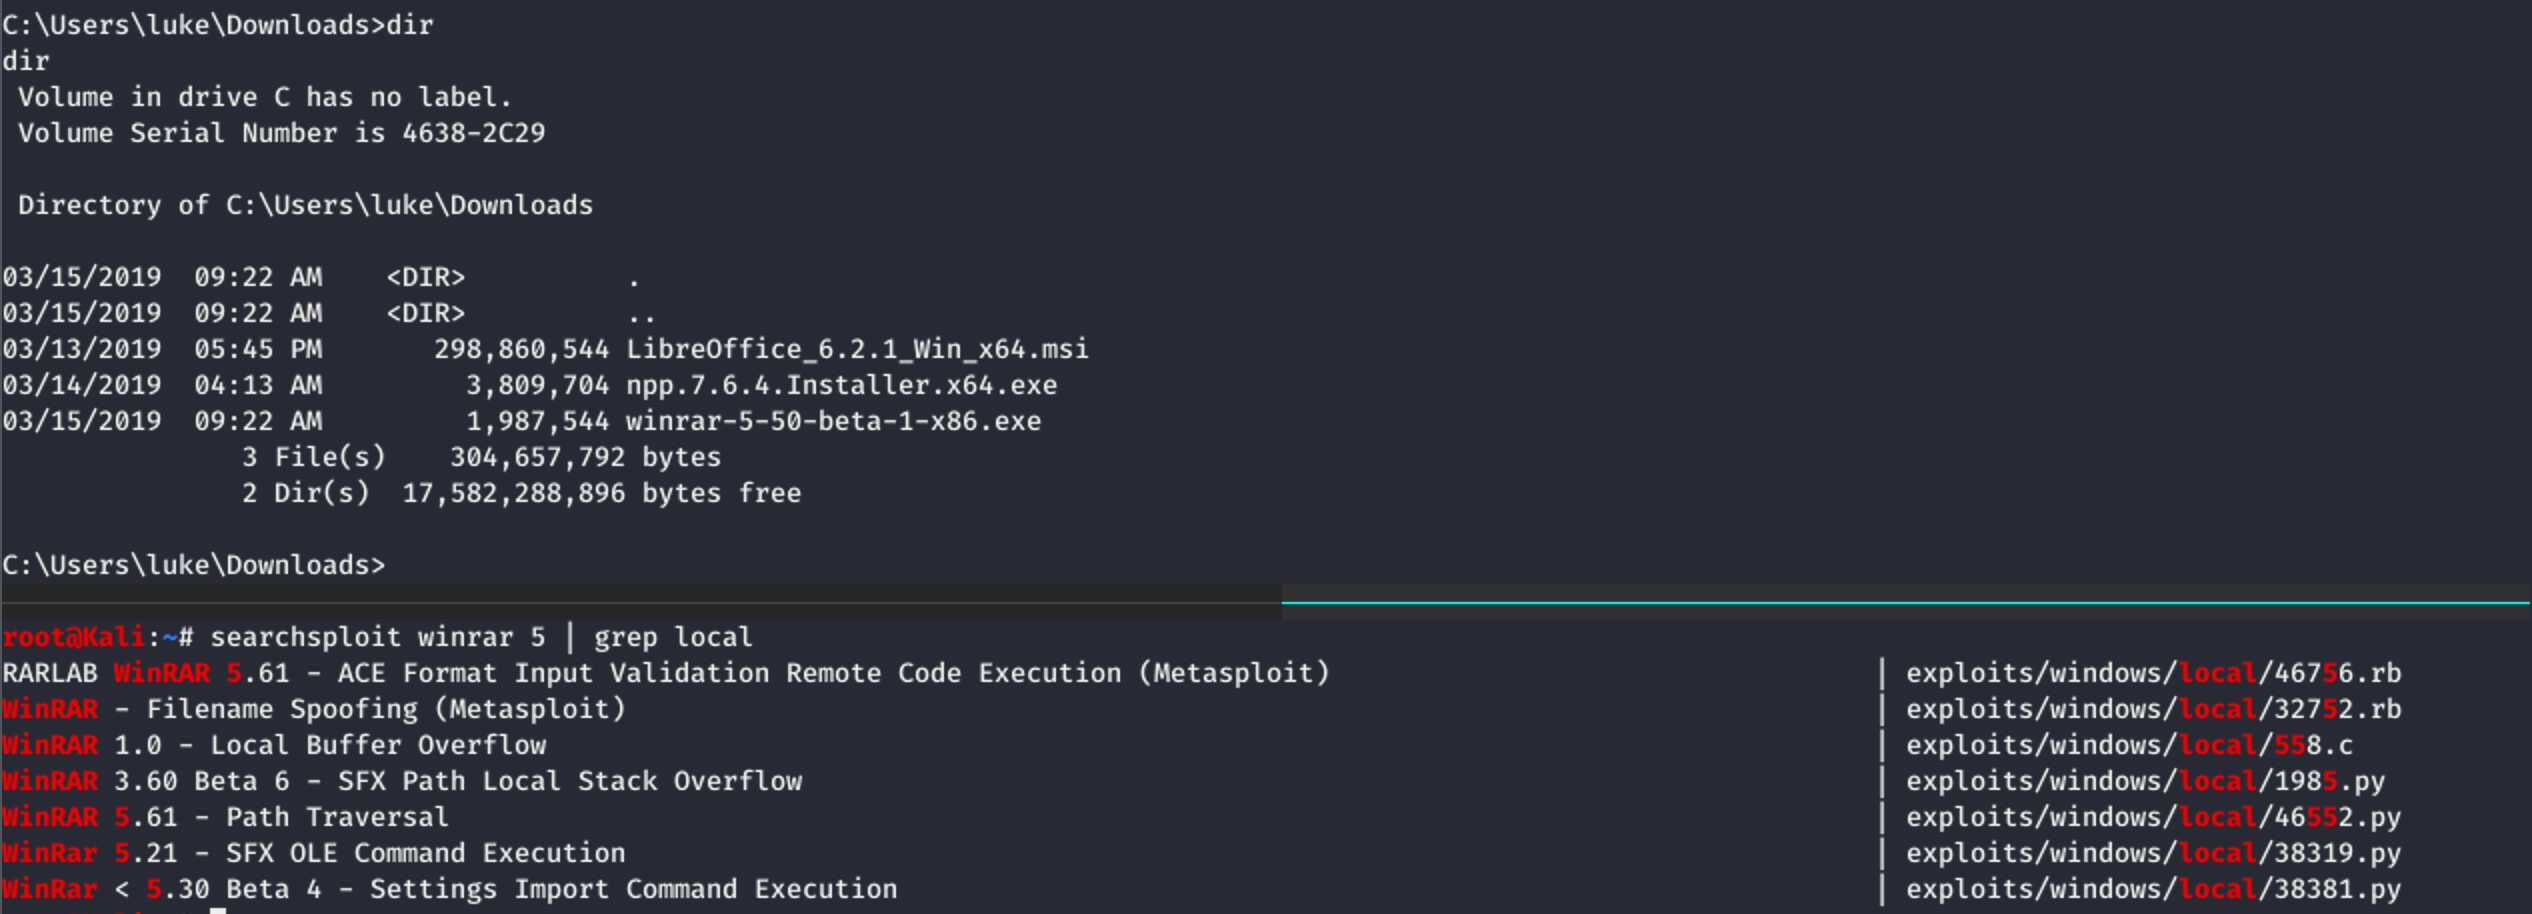 C:\Users\luke\Downloads>dir
dir
 Volume in drive C has no label.
 Volume Serial Number is 4638-2C29

 Directory of C:\Users\luke\Downloads

03/15/2019  09:22 AM    <DIR>          .
03/15/2019  09:22 AM    <DIR>          ..
03/13/2019  05:45 PM       298,860,544 LibreOffice_6.2.1_Win_x64.msi
03/14/2019  04:13 AM         3,809,704 npp.7.6.4.Installer.x64.exe
03/15/2019  09:22 AM         1,987,544 winrar-5-50-beta-1-x86.exe
               3 File(s)    304,657,792 bytes
               2 Dir(s)  17,582,288,896 bytes free

C:\Users\luke\Downloads>
root@Kali:~# searchsploit winrar 5 | grep local
RARLAB WinRAR 5.61 - ACE Format Input Validation Remote Code Execution (Metasploit) | exploits/windows/local/46756.rb
WinRAR - Filename Spoofing (Metasploit) | exploits/windows/local/32752.rb
WinRAR 1.0 - Local Buffer Overflow | exploits/windows/local/558.c
WinRAR 3.60 Beta 6 - SFX Path Local Stack Overflow | exploits/windows/local/1985.py
WinRAR 5.61 - Path Traversal | exploits/windows/local/46552.py
WinRar 5.21 - SFX OLE Command Execution | exploits/windows/local/38319.py
WinRar < 5.30 Beta 4 - Settings Import Command Execution | exploits/windows/local/38381.py